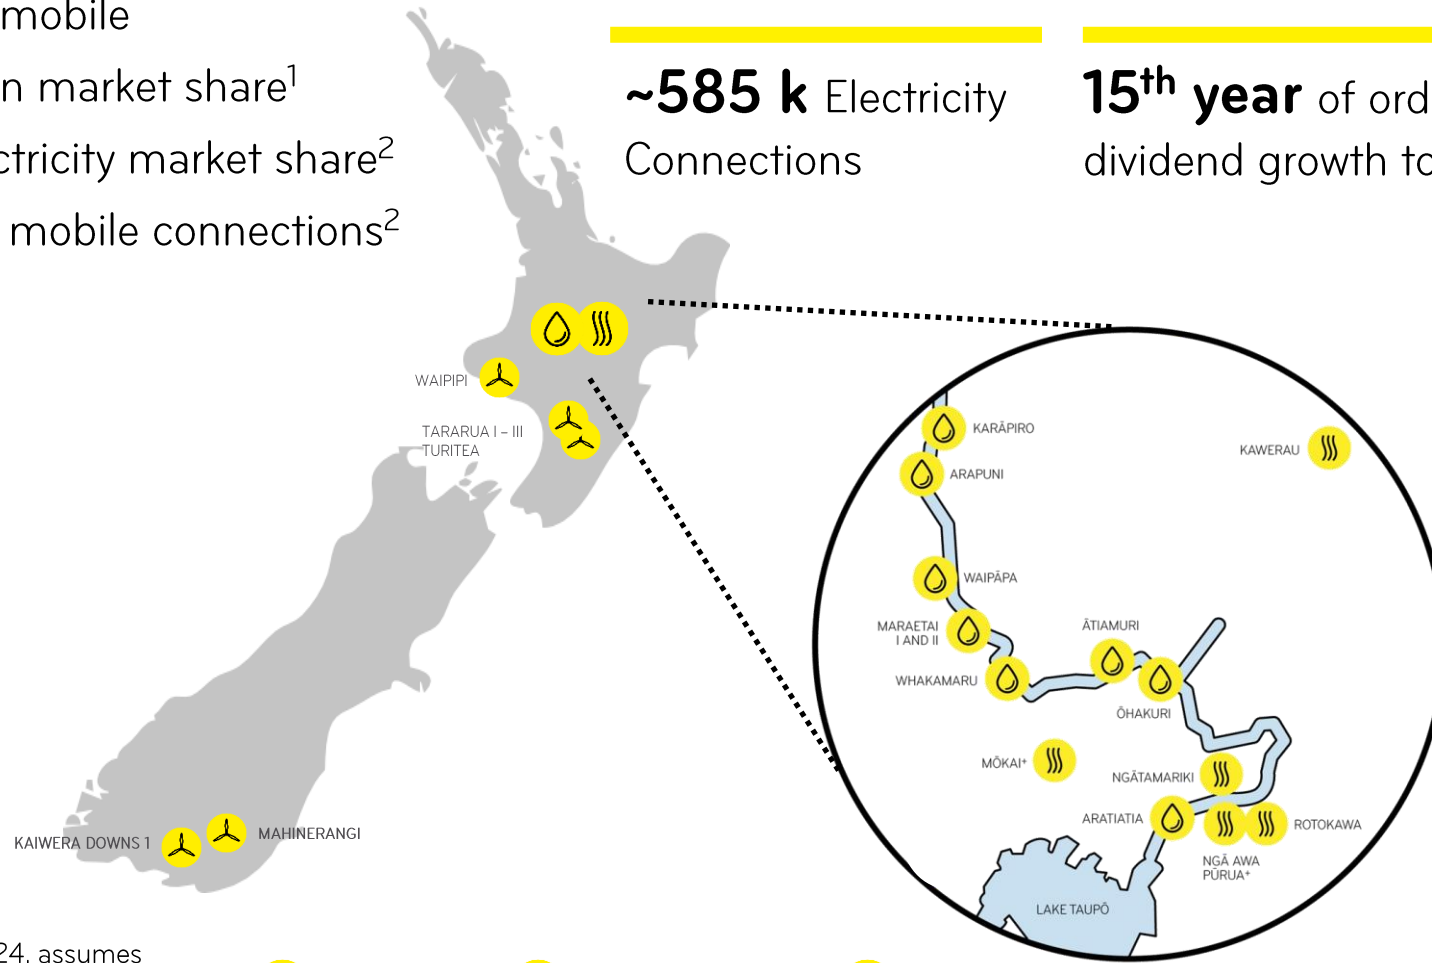 mobile
n market share1
ctricity market share2
mobile connections2
~585 k Electricity
Connections
15th year of ord
dividend growth to
WAIPIPI
TARARUA I – III
TURITEA
KAIWERA DOWNS 1
MAHINERANGI
KARĀPIRO
ARAPUNI
KAWERAU
WAIPĀPA
MARAETAI
I AND II
ĀTIAMURI
WHAKAMARU
ŌHAKURI
MŌKAI+
NGĀTAMARIKI
ARATIATIA
ROTOKAWA
NGĀ AWA
PŪRUA+
LAKE TAUPŌ
24, assumes